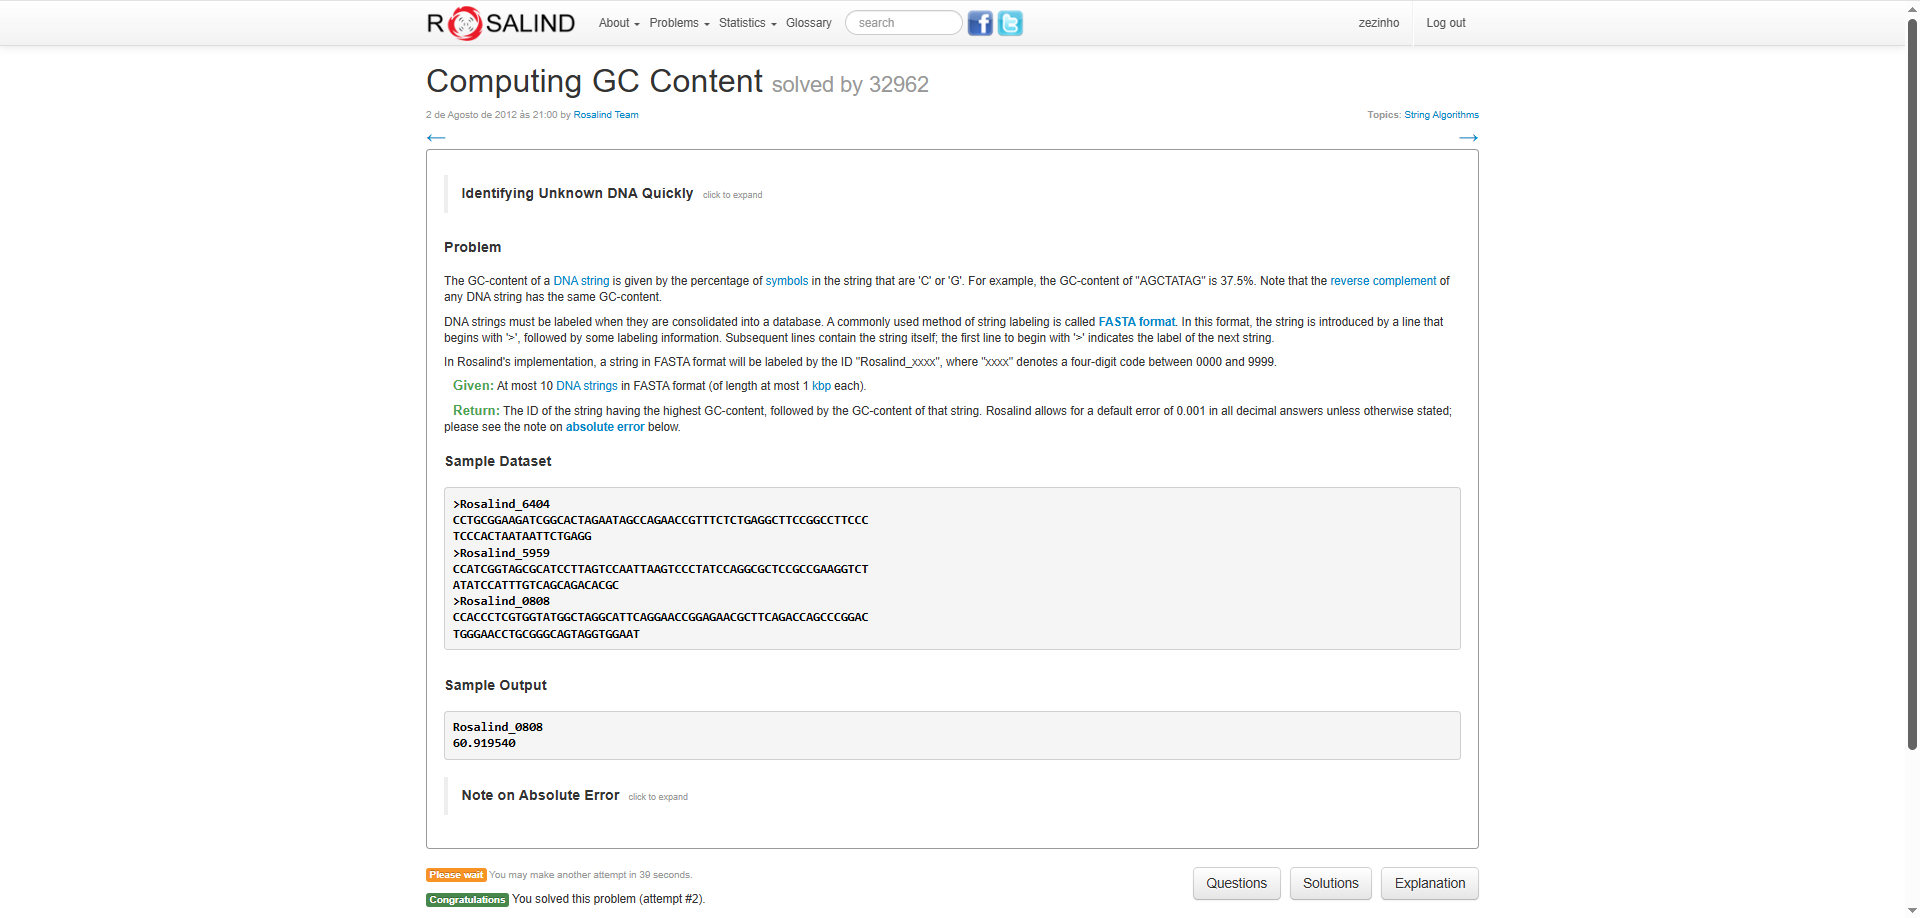 ROSALIND About Problems Statistics Glossary search zezinho Log out
Computing GC Content solved by 32962
2 de Agosto de 2012 às 21:00 by Rosalind Team Topics: String Algorithms
← →
Identifying Unknown DNA Quickly click to expand
Problem
The GC-content of a DNA string is given by the percentage of symbols in the string that are 'C' or 'G'. For example, the GC-content of "AGCTATAG" is 37.5%. Note that the reverse complement of
any DNA string has the same GC-content.
DNA strings must be labeled when they are consolidated into a database. A commonly used method of string labeling is called FASTA format. In this format, the string is introduced by a line that
begins with '>', followed by some labeling information. Subsequent lines contain the string itself; the first line to begin with '>' indicates the label of the next string.
In Rosalind's implementation, a string in FASTA format will be labeled by the ID "Rosalind_xxxx", where "xxxx" denotes a four-digit code between 0000 and 9999.
Given: At most 10 DNA strings in FASTA format (of length at most 1 kbp each).
Return: The ID of the string having the highest GC-content, followed by the GC-content of that string. Rosalind allows for a default error of 0.001 in all decimal answers unless otherwise stated;
please see the note on absolute error below.
Sample Dataset
>Rosalind_6404
CCTGCGGAAGATCGGCACTAGAATAGCCAGAACCGTTTCTCTGAGGCTTCCGGCCTTCCC
TCCCACTAATAATTCTGAGG
>Rosalind_5959
CCATCGGTAGCGCATCCTTAGTCCAATTAAGTCCCTATCCAGGCGCTCCGCCGAAGGTCT
ATATCCATTTGTCAGCAGACACGC
>Rosalind_0808
CCACCCTCGTGGTATGGCTAGGCATTCAGGAACCGGAGAACGCTTCAGACCAGCCCGGAC
TGGGAACCTGCGGGCAGTAGGTGGAAT
Sample Output
Rosalind_0808
60.919540
Note on Absolute Error click to expand
Please wait You may make another attempt in 39 seconds.
Questions Solutions Explanation
Congratulations You solved this problem (attempt #2).